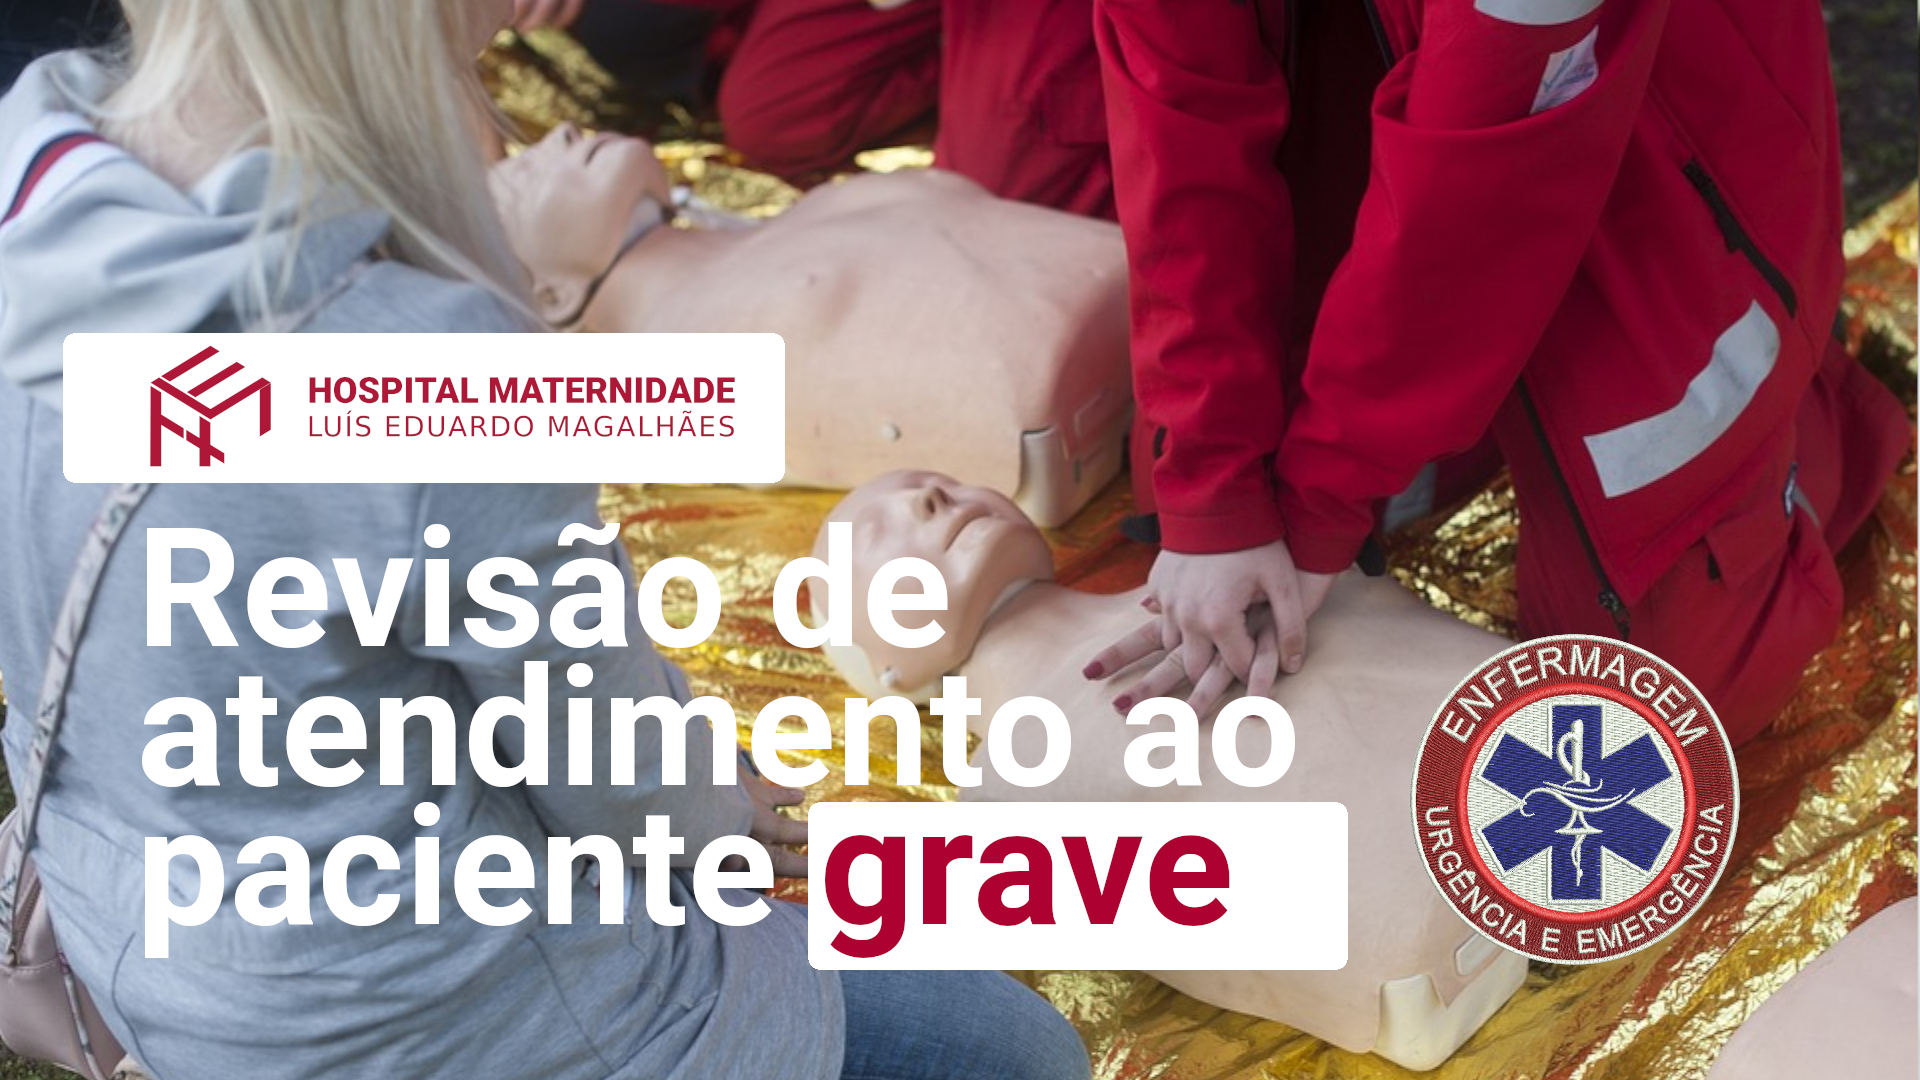 HOSPITAL MATERNIDADE
LUÍS EDUARDO MAGALHÃES
Revisão de
atendimento ao
paciente grave
ENFERMAGEM
URGÊNCIA E EMERGÊNCIA